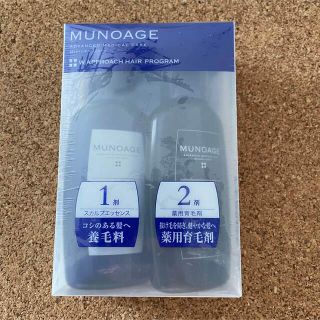 MUNOAGE
ADVANCED MEDICAL CARE
W APPROACH HAIR PROGRAM
MUNOAGE
1剤
スカルプエッセンス
コシのある髪へ
養毛料
2剤
薬用育毛剤
抜け毛を防ぎ、健やかな髪へ
薬用育毛剤